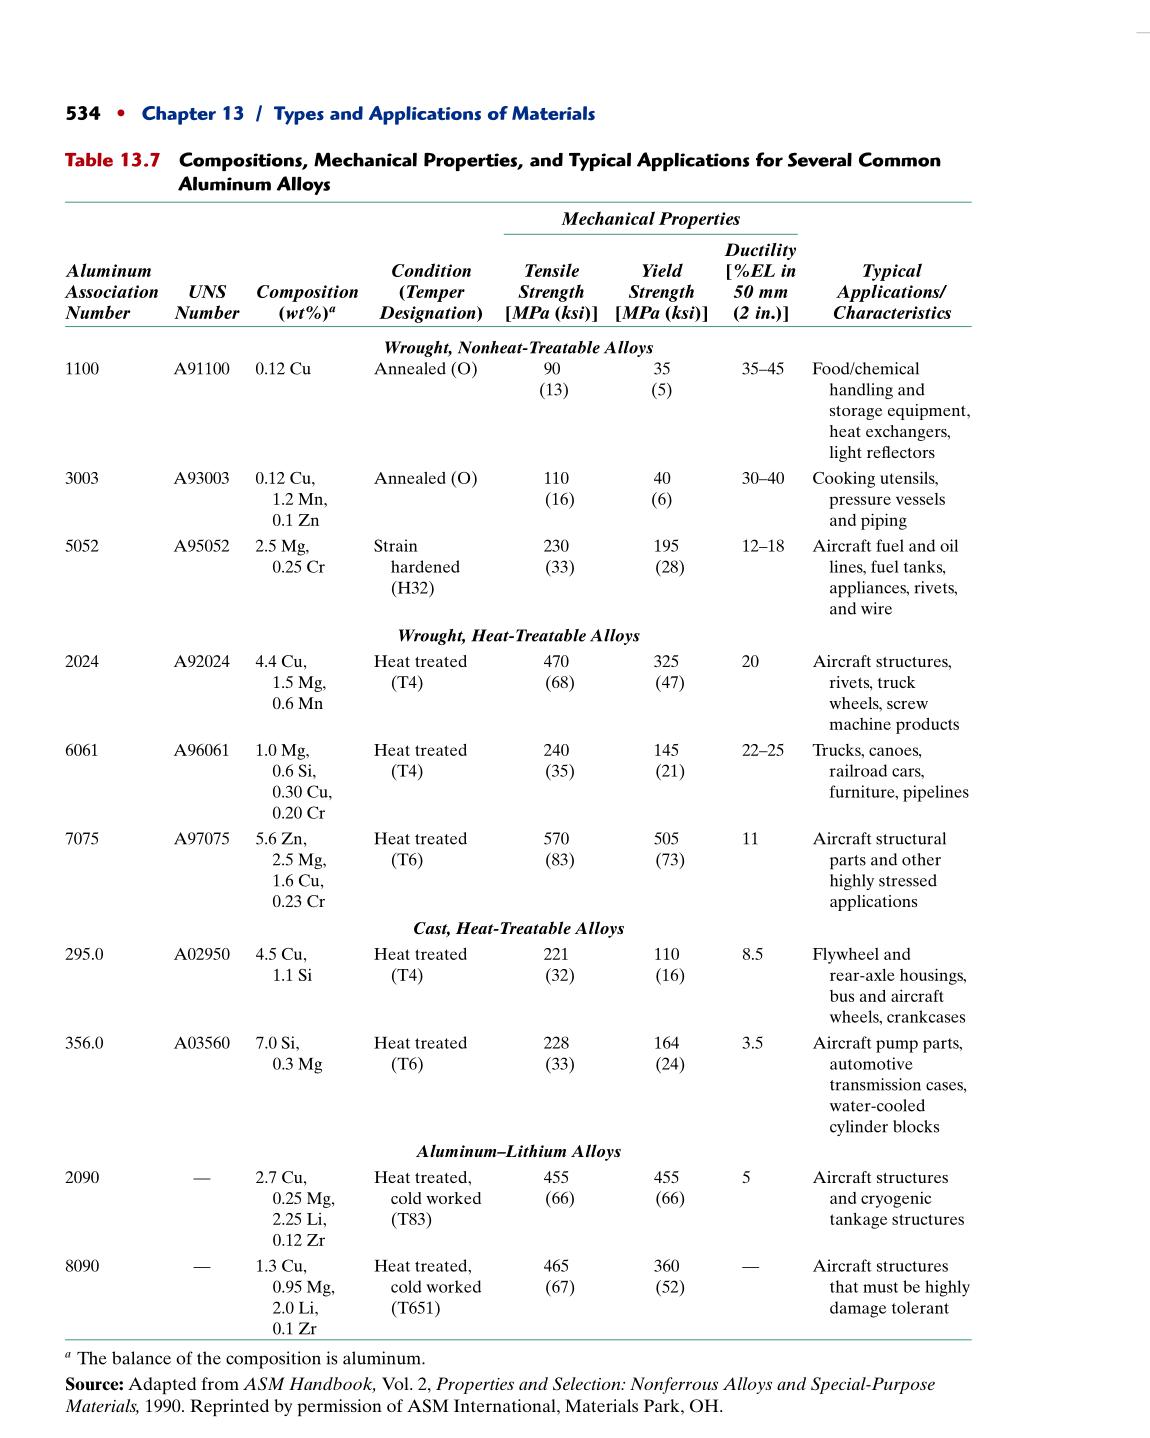 534 • Chapter 13 / Types and Applications of Materials
Table 13.7 Compositions, Mechanical Properties, and Typical Applications for Several Common
Aluminum Alloys
Mechanical Properties
Ductility
Aluminum Condition Tensile Yield [%EL in Typical
Association UNS Composition (Temper Strength Strength 50 mm Applications/
Number Number (wt%)a Designation) [MPa (ksi)] [MPa (ksi)] (2 in.)] Characteristics
Wrought, Nonheat-Treatable Alloys
1100 A91100 0.12 Cu Annealed (O) 90 35 35–45 Food/chemical
(13) (5) handling and
storage equipment,
heat exchangers,
light reflectors
3003 A93003 0.12 Cu, Annealed (O) 110 40 30–40 Cooking utensils,
1.2 Mn, (16) (6) pressure vessels
0.1 Zn and piping
5052 A95052 2.5 Mg, Strain 230 195 12–18 Aircraft fuel and oil
0.25 Cr hardened (33) (28) lines, fuel tanks,
(H32) appliances, rivets,
and wire
Wrought, Heat-Treatable Alloys
2024 A92024 4.4 Cu, Heat treated 470 325 20 Aircraft structures,
1.5 Mg, (T4) (68) (47) rivets, truck
0.6 Mn wheels, screw
machine products
6061 A96061 1.0 Mg, Heat treated 240 145 22–25 Trucks, canoes,
0.6 Si, (T4) (35) (21) railroad cars,
0.30 Cu, furniture, pipelines
0.20 Cr
7075 A97075 5.6 Zn, Heat treated 570 505 11 Aircraft structural
2.5 Mg, (T6) (83) (73) parts and other
1.6 Cu, highly stressed
0.23 Cr applications
Cast, Heat-Treatable Alloys
295.0 A02950 4.5 Cu, Heat treated 221 110 8.5 Flywheel and
1.1 Si (T4) (32) (16) rear-axle housings,
bus and aircraft
wheels, crankcases
356.0 A03560 7.0 Si, Heat treated 228 164 3.5 Aircraft pump parts,
0.3 Mg (T6) (33) (24) automotive
transmission cases,
water-cooled
cylinder blocks
Aluminum–Lithium Alloys
2090 — 2.7 Cu, Heat treated, 455 455 5 Aircraft structures
0.25 Mg, cold worked (66) (66) and cryogenic
2.25 Li, (T83) tankage structures
0.12 Zr
8090 — 1.3 Cu, Heat treated, 465 360 — Aircraft structures
0.95 Mg, cold worked (67) (52) that must be highly
2.0 Li, (T651) damage tolerant
0.1 Zr
a The balance of the composition is aluminum.
Source: Adapted from ASM Handbook, Vol. 2, Properties and Selection: Nonferrous Alloys and Special-Purpose
Materials, 1990. Reprinted by permission of ASM International, Materials Park, OH.